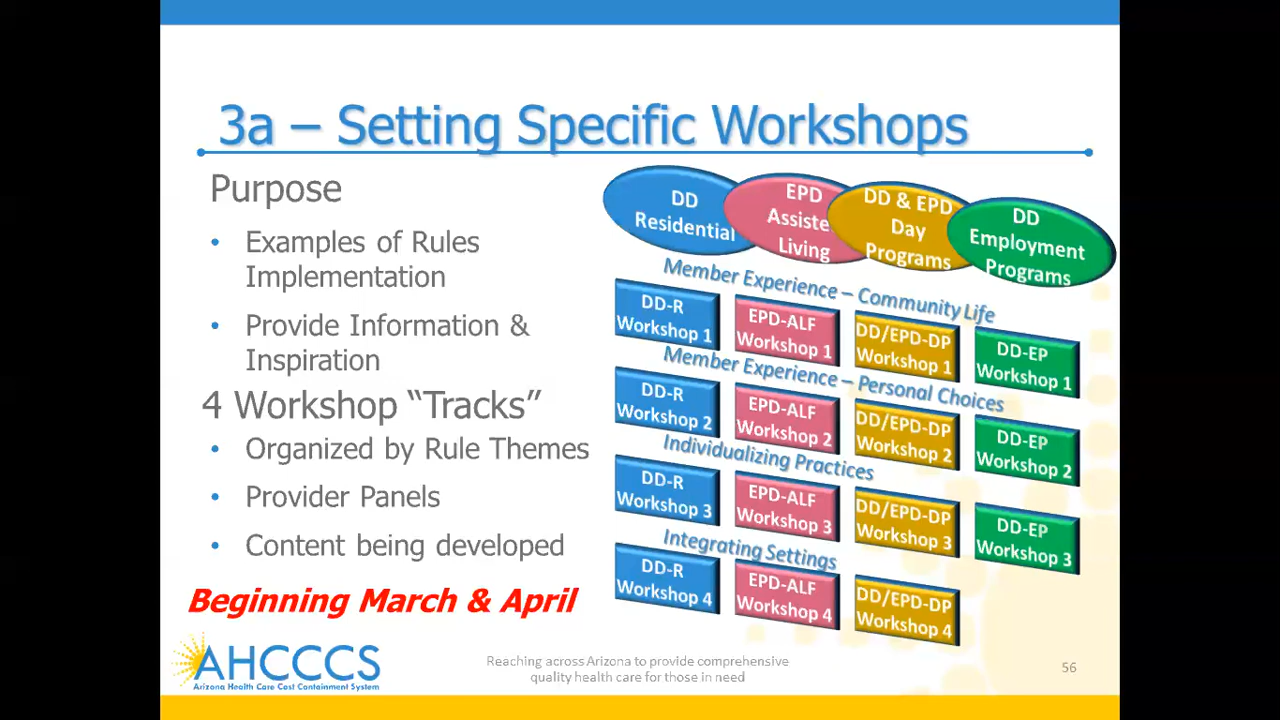 3a – Setting Specific Workshops
Purpose
• Examples of Rules
Implementation
• Provide Information &
Inspiration
4 Workshop “Tracks”
• Organized by Rule Themes
• Provider Panels
• Content being developed
Beginning March & April
DD
Residential
EPD
Assiste
Living
DD & EPD
Day
Programs
DD
Employment
Programs
Member Experience – Community Life
DD-R
Workshop 1
EPD-ALF
Workshop 1
DD/EPD-DP
Workshop 1
DD-EP
Workshop 1
Member Experience – Personal Choices
DD-R
Workshop 2
EPD-ALF
Workshop 2
DD/EPD-DP
Workshop 2
DD-EP
Workshop 2
Individualizing Practices
DD-R
Workshop 3
EPD-ALF
Workshop 3
DD/EPD-DP
Workshop 3
DD-EP
Workshop 3
Integrating Settings
DD-R
Workshop 4
EPD-ALF
Workshop 4
DD/EPD-DP
Workshop 4
AHCCCS
Arizona Health Care Cost Containment System
Reaching across Arizona to provide comprehensive
quality health care for those in need
56